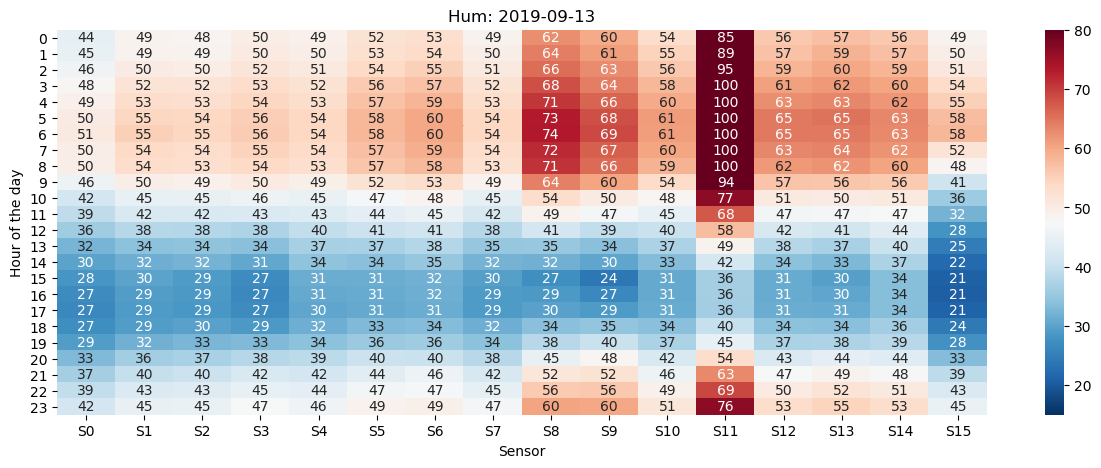 Hum: 2019-09-13
Hour of the day
0 44 49 48 50 49 52 53 49 62 60 54 85 56 57 56 49
1 45 49 49 50 50 53 54 50 64 61 55 89 57 59 57 50
2 46 50 50 52 51 54 55 51 66 63 56 95 59 60 59 51
3 48 52 52 53 52 56 57 52 68 64 58 100 61 62 60 54
4 49 53 53 54 53 57 59 53 71 66 60 100 63 63 62 55
5 50 55 54 56 54 58 60 54 73 68 61 100 65 65 63 58
6 51 55 55 56 54 58 60 54 74 69 61 100 65 65 63 58
7 50 54 54 55 54 57 59 54 72 67 60 100 63 64 62 52
8 50 54 53 54 53 57 58 53 71 66 59 100 62 62 60 48
9 46 50 49 50 49 52 53 49 64 60 54 94 57 56 56 41
10 42 45 45 46 45 47 48 45 54 50 48 77 51 50 51 36
11 39 42 42 43 43 44 45 42 49 47 45 68 47 47 47 32
12 36 38 38 38 40 41 41 38 41 39 40 58 42 41 44 28
13 32 34 34 34 37 37 38 35 35 34 37 49 38 37 40 25
14 30 32 32 31 34 34 35 32 32 30 33 42 34 33 37 22
15 28 30 29 27 31 31 32 30 27 24 31 36 31 30 34 21
16 27 29 29 27 31 31 32 29 29 27 31 36 31 30 34 21
17 27 29 29 27 30 31 31 29 30 29 31 36 31 31 34 21
18 27 29 30 29 32 33 34 32 34 35 34 40 34 34 36 24
19 29 32 33 33 34 36 36 34 38 40 37 45 37 38 39 28
20 33 36 37 38 39 40 40 38 45 48 42 54 43 44 44 33
21 37 40 40 42 42 44 46 42 52 52 46 63 47 49 48 39
22 39 43 43 45 44 47 47 45 56 56 49 69 50 52 51 43
23 42 45 45 47 46 49 49 47 60 60 51 76 53 55 53 45
S0 S1 S2 S3 S4 S5 S6 S7 S8 S9 S10 S11 S12 S13 S14 S15
Sensor
80
70
60
50
40
30
20